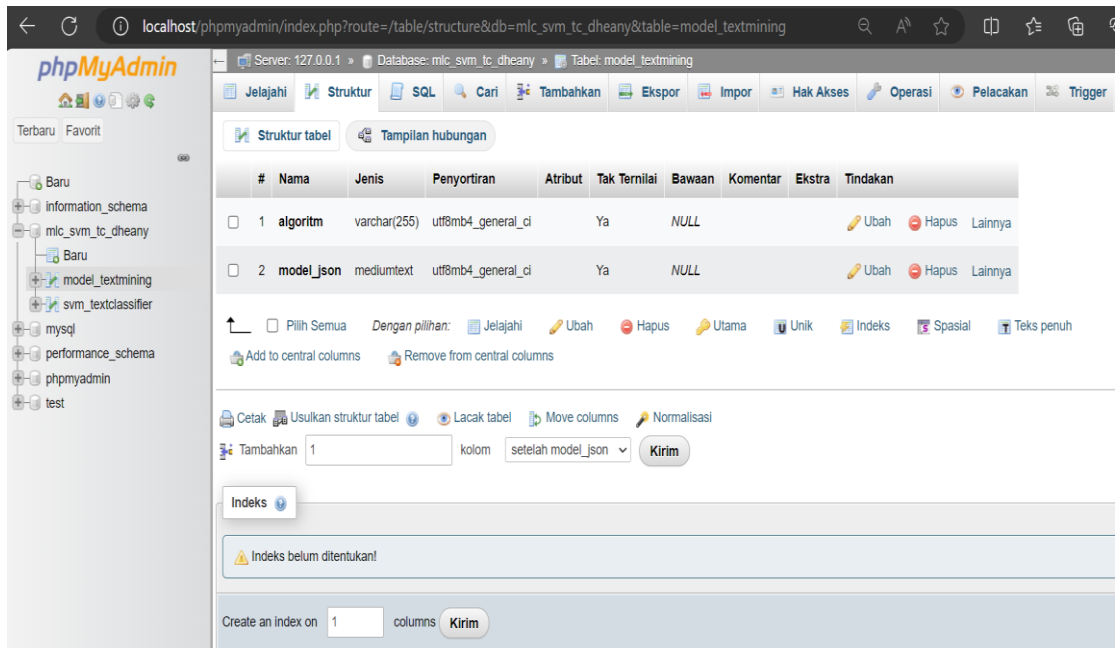 localhost/phpmyadmin/index.php?route=/table/structure&db=mlc_svm_tc_dheany&table=model_textmining
phpMyAdmin
Terbaru Favorit
Baru
information_schema
mlc_svm_tc_dheany
Baru
model_textmining
svm_textclassifier
mysql
performance_schema
phpmyadmin
test
Server: 127.0.0.1 » Database: mlc_svm_tc_dheany » Tabel: model_textmining
Jelajahi Struktur SQL Cari Tambahkan Ekspor Impor Hak Akses Operasi Pelacakan Trigger
Struktur tabel Tampilan hubungan
# Nama Jenis Penyortiran Atribut Tak Ternilai Bawaan Komentar Ekstra Tindakan
1 algoritm varchar(255) utf8mb4_general_ci Ya NULL Ubah Hapus Lainnya
2 model_json mediumtext utf8mb4_general_ci Ya NULL Ubah Hapus Lainnya
Pilih Semua Dengan pilihan: Jelajahi Ubah Hapus Utama Unik Indeks Spasial Teks penuh
Add to central columns Remove from central columns
Cetak Usulkan struktur tabel Lacak tabel Move columns Normalisasi
Tambahkan 1 kolom setelah model_json Kirim
Indeks
Indeks belum ditentukan!
Create an index on 1 columns Kirim